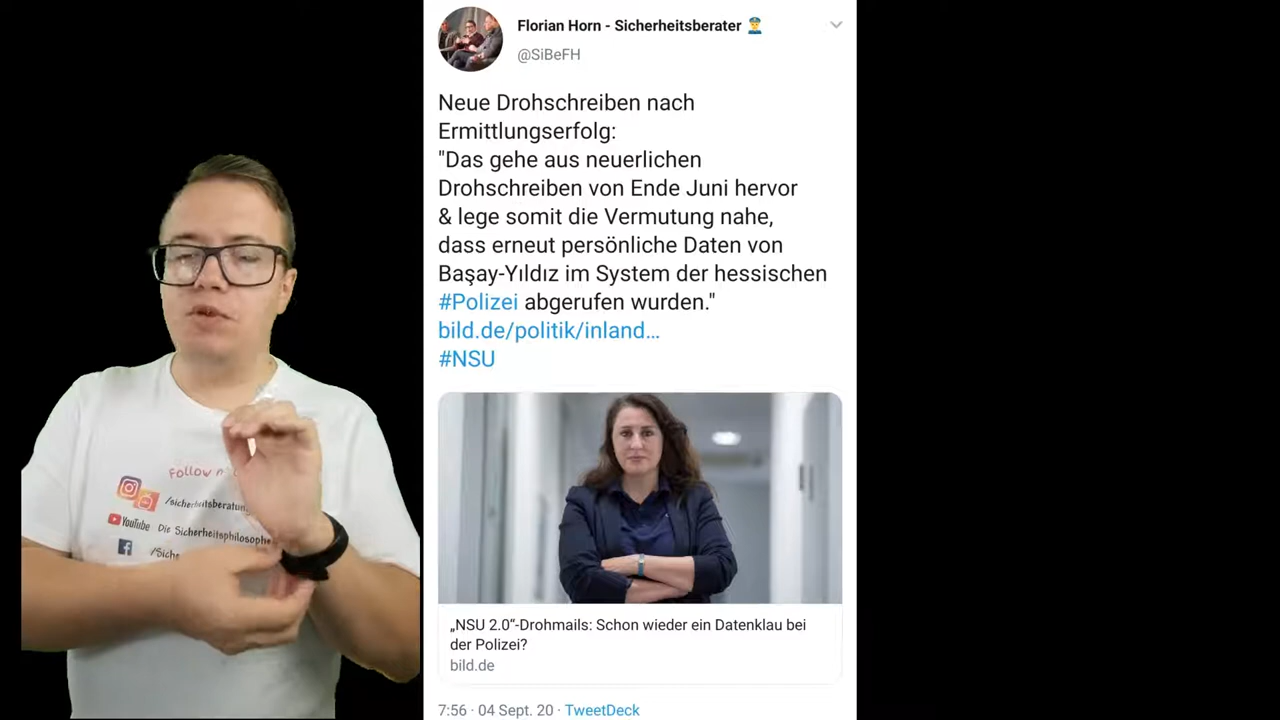 Florian Horn - Sicherheitsberater 👮
@SiBeFH
Neue Drohschreiben nach
Ermittlungserfolg:
"Das gehe aus neuerlichen
Drohschreiben von Ende Juni hervor
& lege somit die Vermutung nahe,
dass erneut persönliche Daten von
Başay-Yıldız im System der hessischen
#Polizei abgerufen wurden."
bild.de/politik/inland…
#NSU
„NSU 2.0“-Drohmails: Schon wieder ein Datenklau bei
der Polizei?
bild.de
7:56 · 04 Sept. 20 · TweetDeck
Follow
YouTube Die Sicherheitsphilosophe